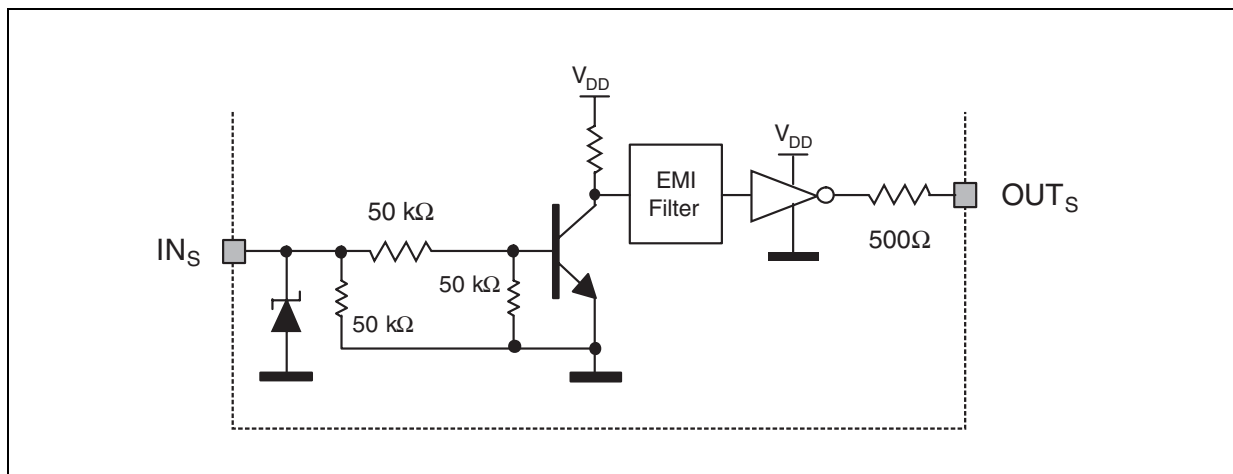 V_DD
V_DD
EMI
Filter
50 kΩ
IN_S
OUT_S
500Ω
50 kΩ
50 kΩ